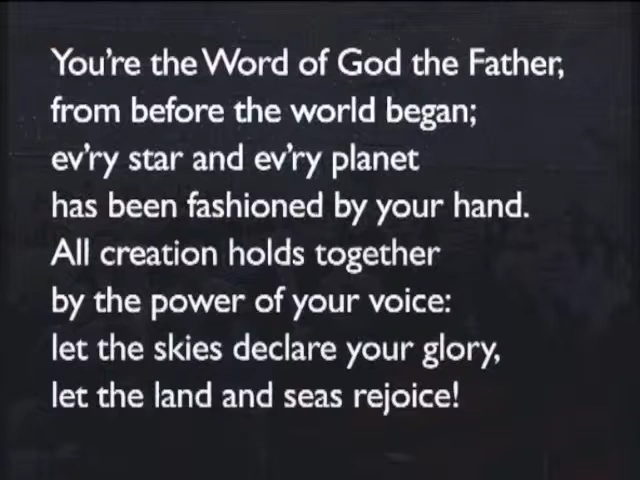 You're the Word of God the Father,
from before the world began;
ev'ry star and ev'ry planet
has been fashioned by your hand.
All creation holds together
by the power of your voice:
let the skies declare your glory,
let the land and seas rejoice!